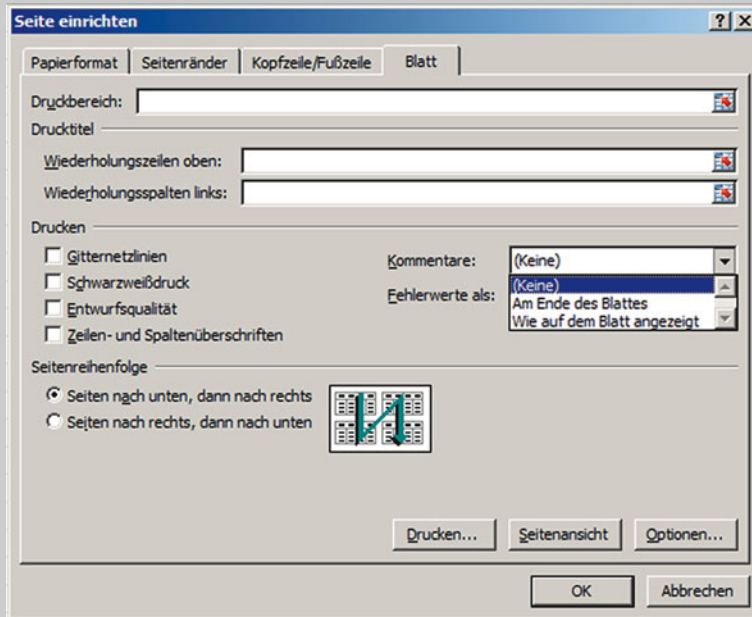 Seite einrichten
Papierformat Seitenränder Kopfzeile/Fußzeile Blatt
Druckbereich:
Drucktitel
Wiederholungszeilen oben:
Wiederholungsspalten links:
Drucken
Gitternetzlinien Kommentare: (Keine)
Schwarzweißdruck Fehlerwerte als: (Keine)
Entwurfsqualität Am Ende des Blattes
Zeilen- und Spaltenüberschriften Wie auf dem Blatt angezeigt
Seitenreihenfolge
Seiten nach unten, dann nach rechts
Seiten nach rechts, dann nach unten
Drucken... Seitenansicht Optionen...
OK Abbrechen